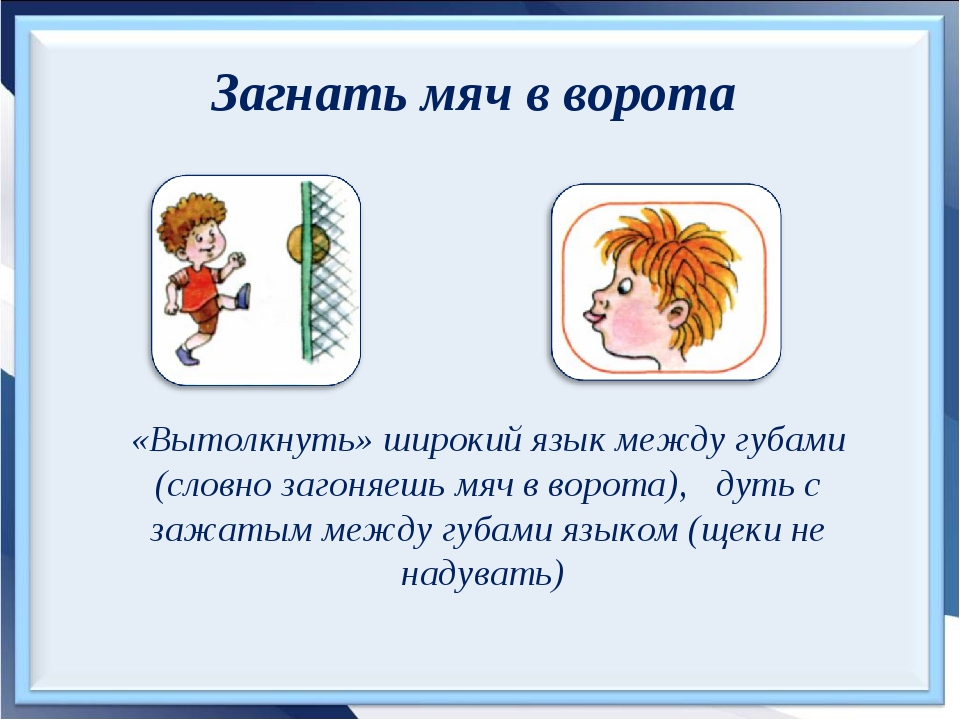 Загнать мяч в ворота
«Вытолкнуть» широкий язык между губами
(словно загоняешь мяч в ворота), дуть с
зажатым между губами языком (щеки не
надувать)